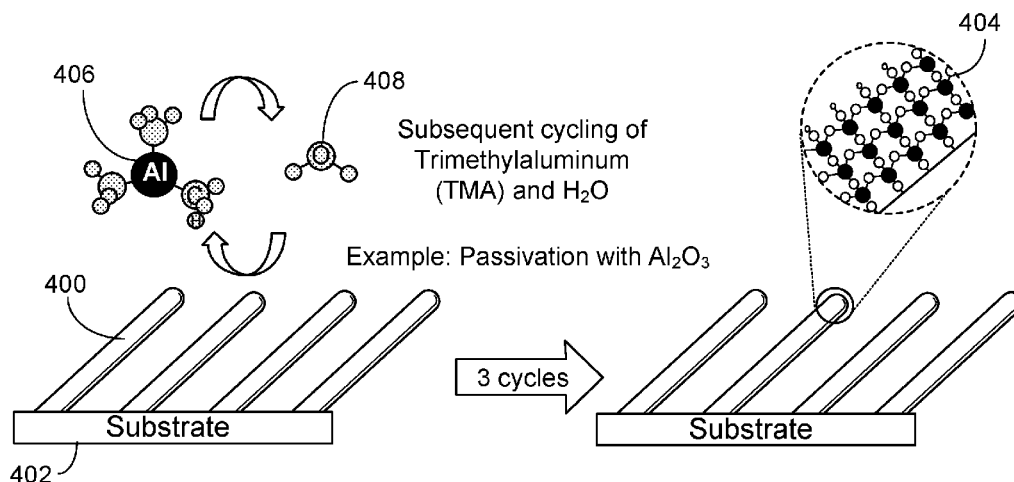 404
406
408
Al
O
C
H
Subsequent cycling of
Trimethylaluminum
(TMA) and H₂O
Example: Passivation with Al₂O₃
400
3 cycles
Substrate
Substrate
402